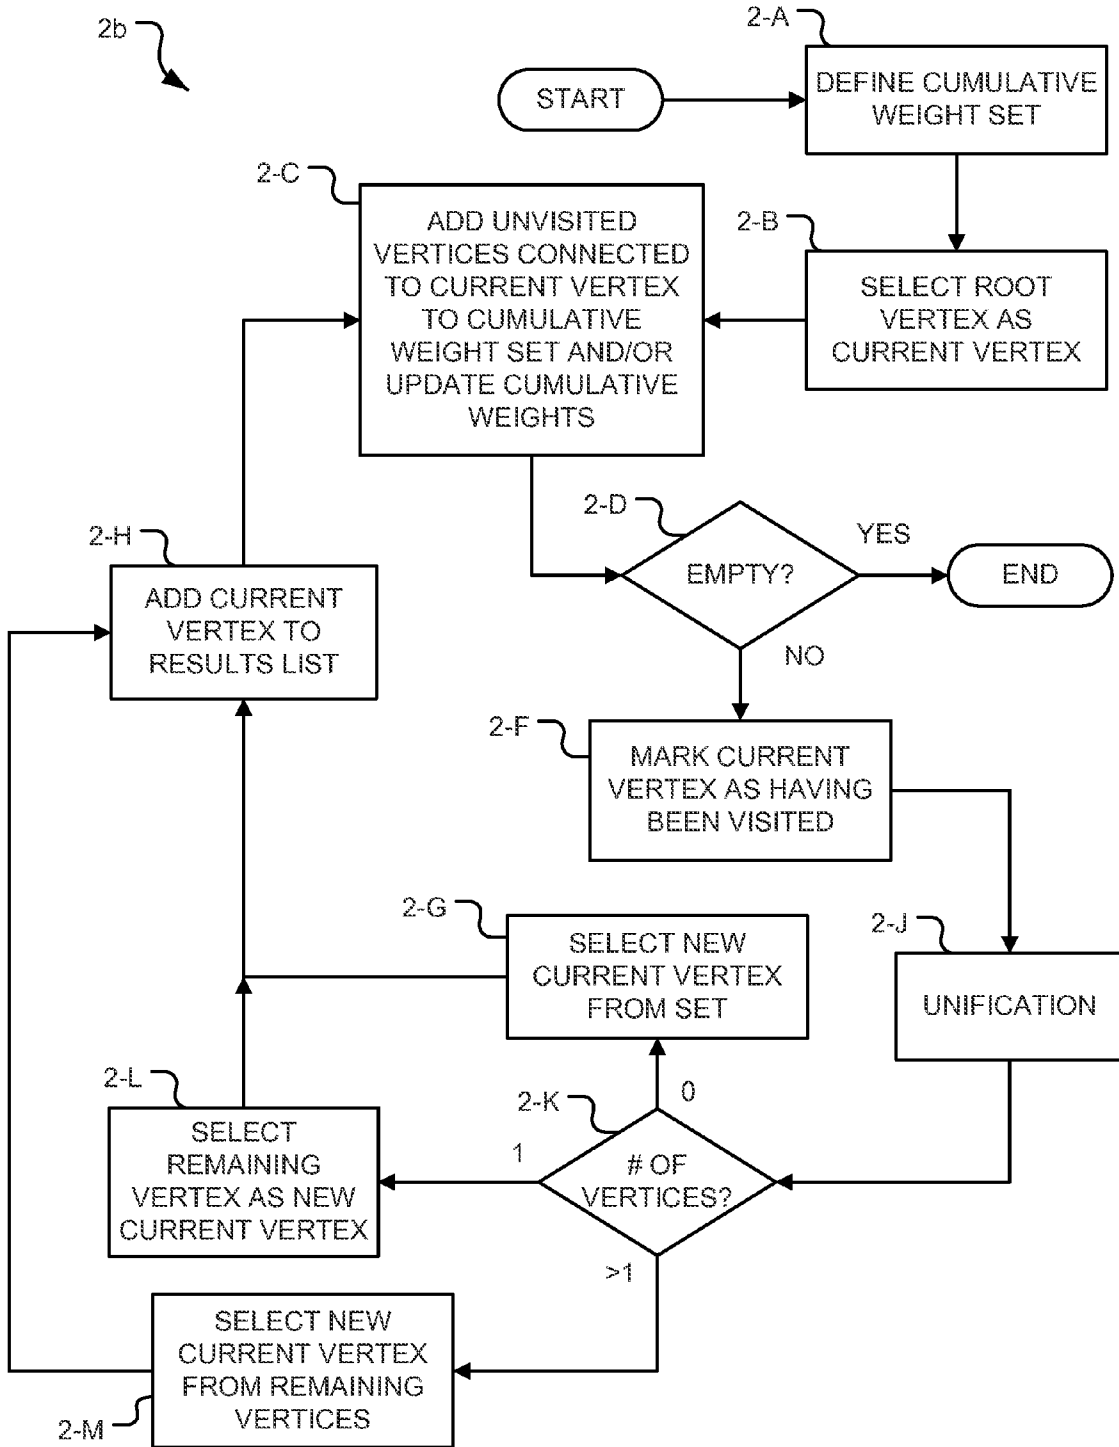 2b
2-A
START
DEFINE CUMULATIVE
WEIGHT SET
2-C
ADD UNVISITED
VERTICES CONNECTED
TO CURRENT VERTEX
TO CUMULATIVE
WEIGHT SET AND/OR
UPDATE CUMULATIVE
WEIGHTS
2-B
SELECT ROOT
VERTEX AS
CURRENT VERTEX
2-D
EMPTY?
YES
END
NO
2-H
ADD CURRENT
VERTEX TO
RESULTS LIST
2-F
MARK CURRENT
VERTEX AS HAVING
BEEN VISITED
2-G
SELECT NEW
CURRENT VERTEX
FROM SET
2-J
UNIFICATION
2-L
SELECT
REMAINING
VERTEX AS NEW
CURRENT VERTEX
2-K
0
1
# OF
VERTICES?
>1
SELECT NEW
CURRENT VERTEX
FROM REMAINING
VERTICES
2-M